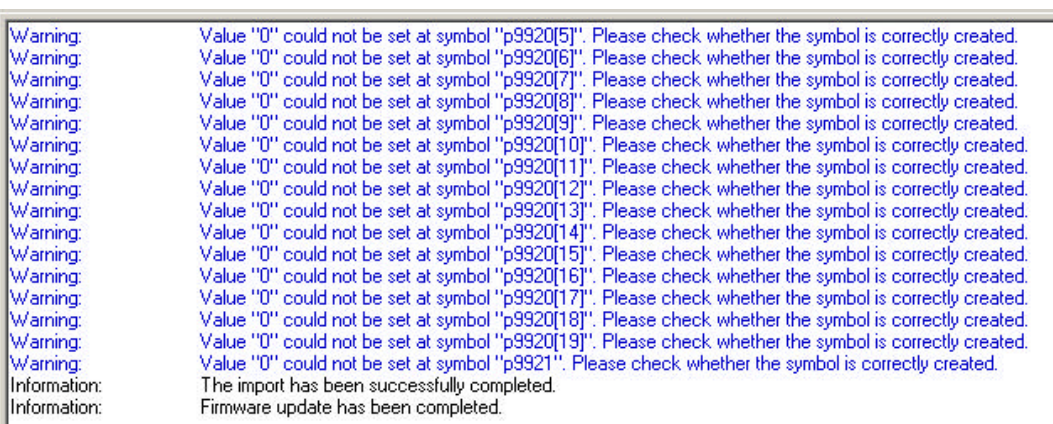 Warning: Value "0" could not be set at symbol "p9920[5]". Please check whether the symbol is correctly created.
Warning: Value "0" could not be set at symbol "p9920[6]". Please check whether the symbol is correctly created.
Warning: Value "0" could not be set at symbol "p9920[7]". Please check whether the symbol is correctly created.
Warning: Value "0" could not be set at symbol "p9920[8]". Please check whether the symbol is correctly created.
Warning: Value "0" could not be set at symbol "p9920[9]". Please check whether the symbol is correctly created.
Warning: Value "0" could not be set at symbol "p9920[10]". Please check whether the symbol is correctly created.
Warning: Value "0" could not be set at symbol "p9920[11]". Please check whether the symbol is correctly created.
Warning: Value "0" could not be set at symbol "p9920[12]". Please check whether the symbol is correctly created.
Warning: Value "0" could not be set at symbol "p9920[13]". Please check whether the symbol is correctly created.
Warning: Value "0" could not be set at symbol "p9920[14]". Please check whether the symbol is correctly created.
Warning: Value "0" could not be set at symbol "p9920[15]". Please check whether the symbol is correctly created.
Warning: Value "0" could not be set at symbol "p9920[16]". Please check whether the symbol is correctly created.
Warning: Value "0" could not be set at symbol "p9920[17]". Please check whether the symbol is correctly created.
Warning: Value "0" could not be set at symbol "p9920[18]". Please check whether the symbol is correctly created.
Warning: Value "0" could not be set at symbol "p9920[19]". Please check whether the symbol is correctly created.
Warning: Value "0" could not be set at symbol "p9921". Please check whether the symbol is correctly created.
Information: The import has been successfully completed.
Information: Firmware update has been completed.